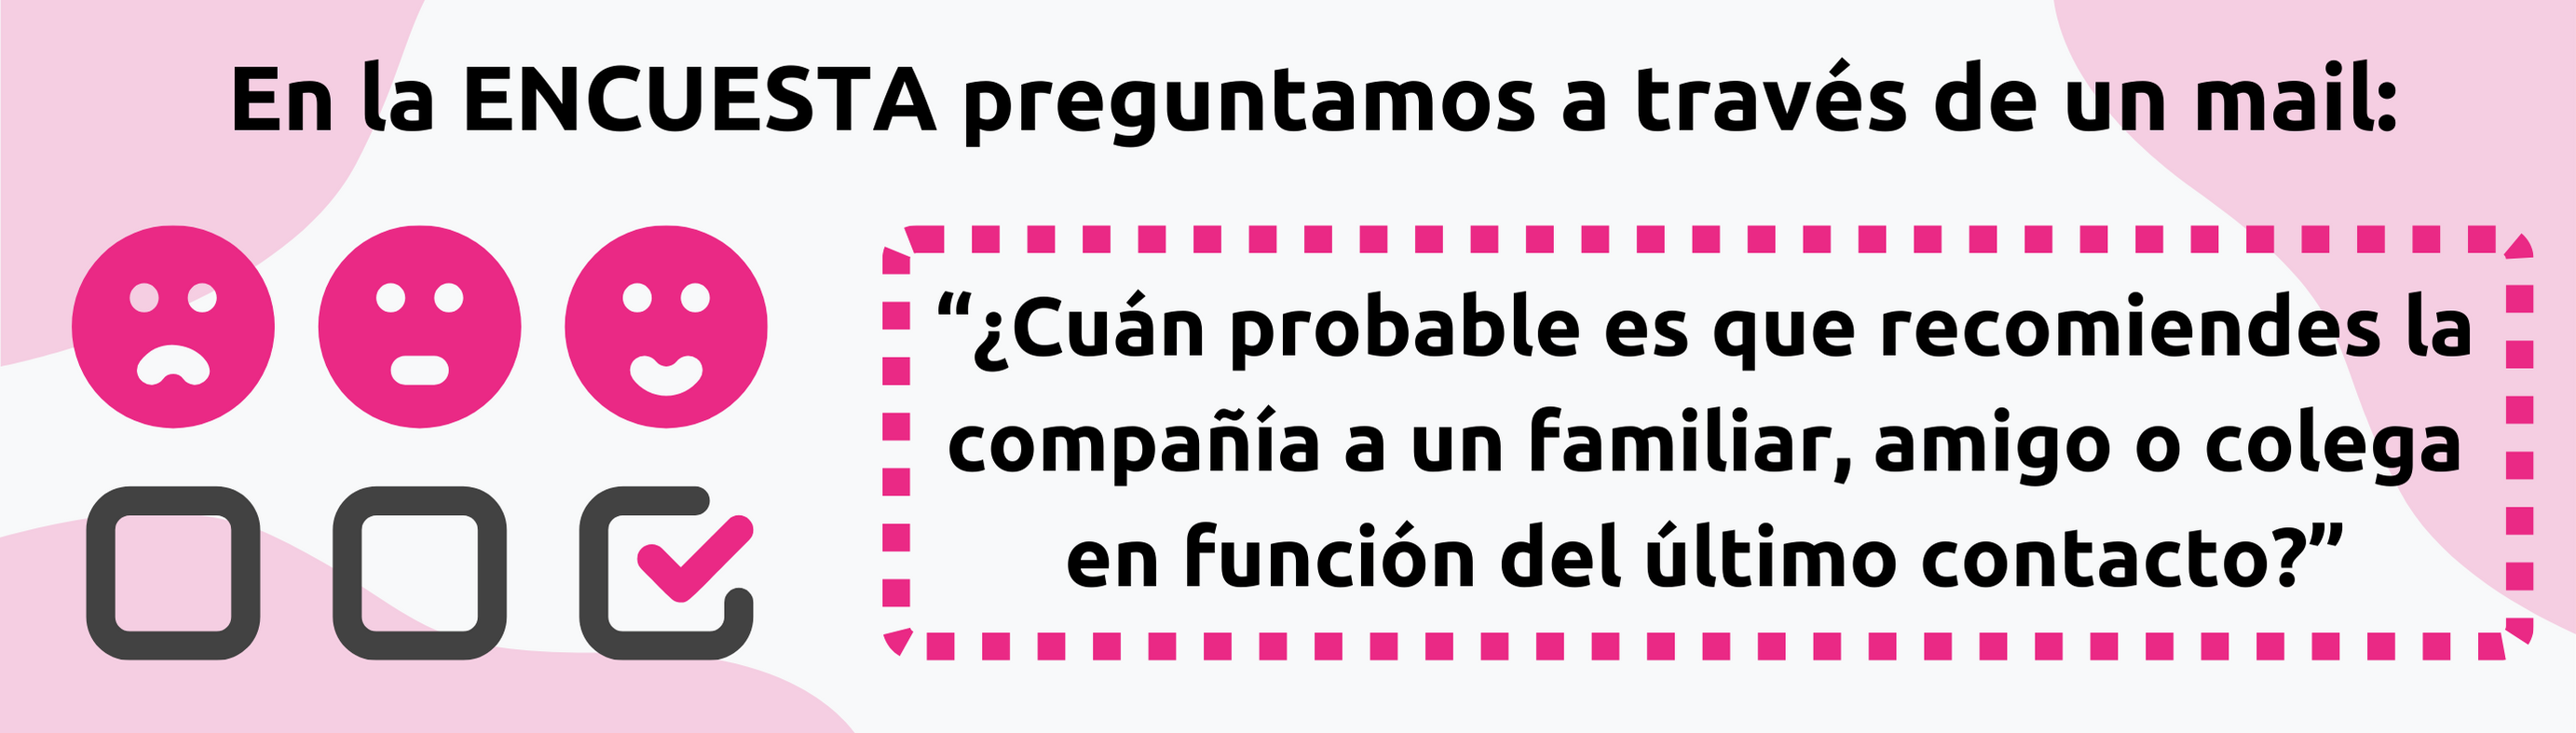 En la ENCUESTA preguntamos a través de un mail:
“¿Cuán probable es que recomiendes la
compañía a un familiar, amigo o colega
en función del último contacto?”